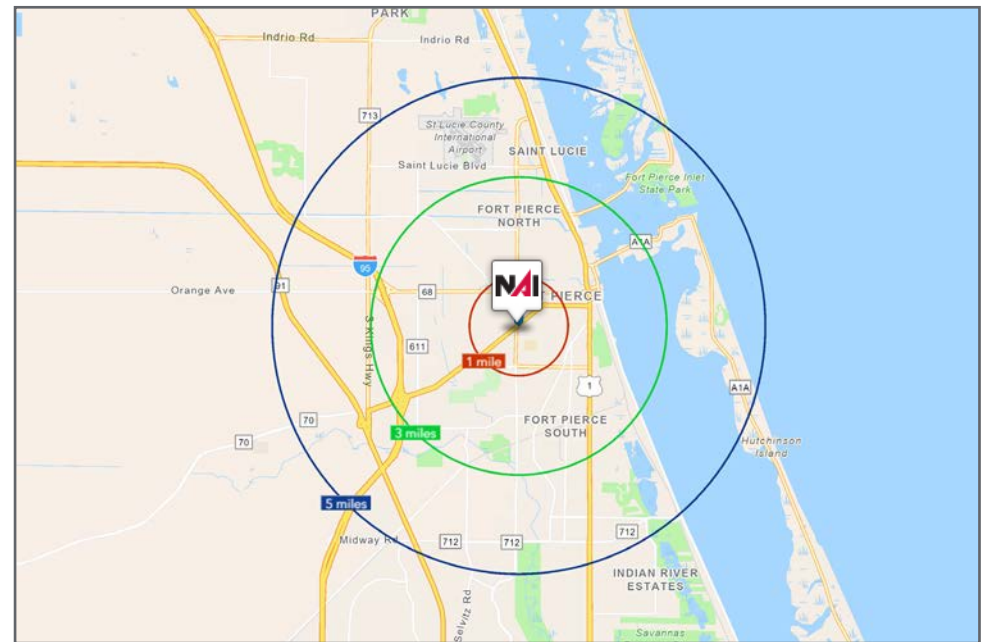 PARK
Indrio Rd
Indrio Rd
713
St Lucie County
International
Airport
SAINT LUCIE
Saint Lucie Blvd
Fort Pierce Inlet
State Park
FORT PIERCE
NORTH
A1A
95
NAI
Orange Ave
91
68
PIERCE
S Kings Hwy
611
1 mile
1
A1A
70
70
3 miles
FORT PIERCE
SOUTH
Hutchinson
Island
5 miles
Midway Rd
712
712
712
INDIAN RIVER
ESTATES
Selvitz Rd
Savannas